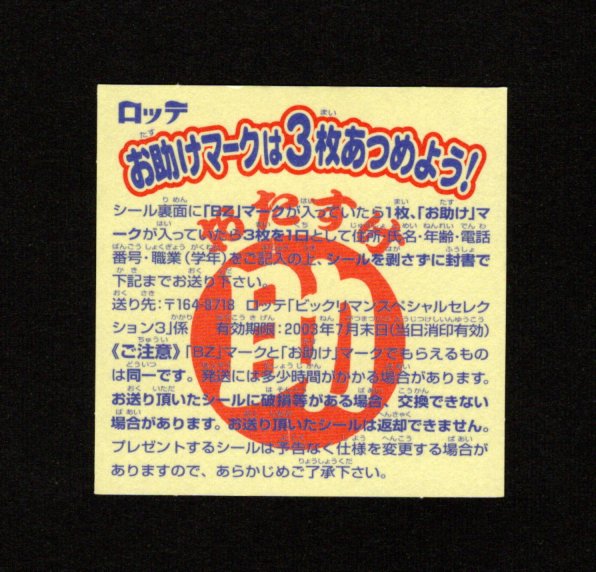 ロッテ
お助けマークは3枚あつめよう!
シール裏面に「BZ」マークが入っていたら1枚、「お助け」マ
ークが入っていたら3枚を1口として住所・氏名・年齢・電話
番号・職業(学年)をご記入の上、シールを剥さずに封書で
下記までお送り下さい。
送り先:〒164-8718 ロッテ「ビックリマンスペシャルセレク
ション3」係 有効期限:2003年7月末日(当日消印有効)
《ご注意》「BZ」マークと「お助け」マークでもらえるもの
は同一です。発送には多少時間がかかる場合があります。
お送り頂いたシールに破損等がある場合、交換できない
場合があります。お送り頂いたシールは返却できません。
プレゼントするシールは予告なく仕様を変更する場合が
ありますので、あらかじめご了承下さい。
助